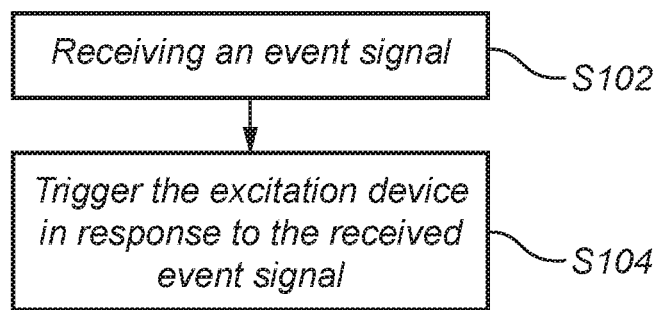 Receiving an event signal
S102
Trigger the excitation device
in response to the received
event signal
S104